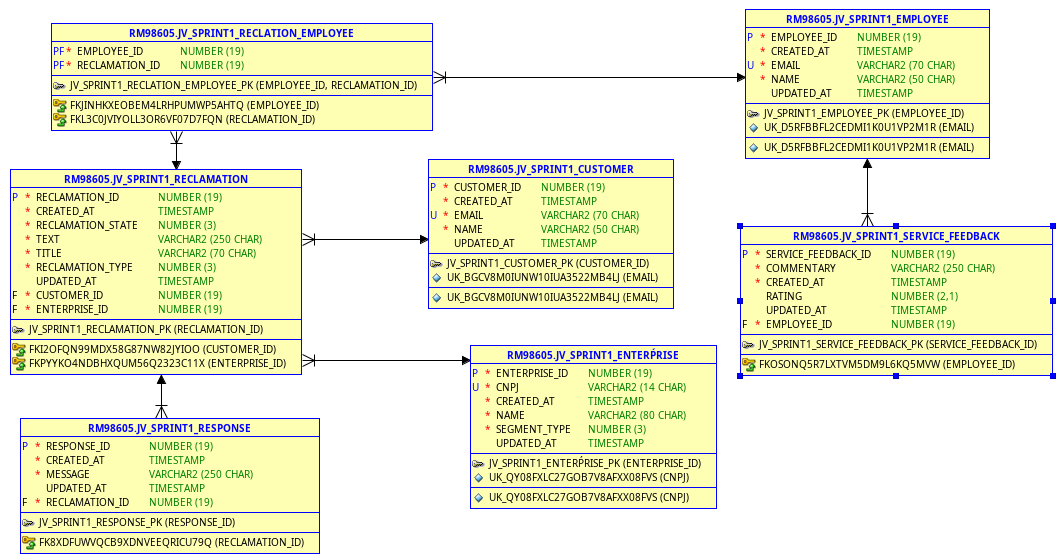 RM98605.JV_SPRINT1_RECLATION_EMPLOYEE
PF * EMPLOYEE_ID NUMBER (19)
PF * RECLAMATION_ID NUMBER (19)
JV_SPRINT1_RECLATION_EMPLOYEE_PK (EMPLOYEE_ID, RECLAMATION_ID)
FKJINHKXEOBEM4LRHPUMWP5AHTQ (EMPLOYEE_ID)
FKL3C0JVIYOLL3OR6VF07D7FQN (RECLAMATION_ID)
RM98605.JV_SPRINT1_EMPLOYEE
P * EMPLOYEE_ID NUMBER (19)
* CREATED_AT TIMESTAMP
U * EMAIL VARCHAR2 (70 CHAR)
* NAME VARCHAR2 (50 CHAR)
UPDATED_AT TIMESTAMP
JV_SPRINT1_EMPLOYEE_PK (EMPLOYEE_ID)
UK_D5RFBBFL2CEDMI1K0U1VP2M1R (EMAIL)
UK_D5RFBBFL2CEDMI1K0U1VP2M1R (EMAIL)
RM98605.JV_SPRINT1_RECLAMATION
P * RECLAMATION_ID NUMBER (19)
* CREATED_AT TIMESTAMP
* RECLAMATION_STATE NUMBER (3)
* TEXT VARCHAR2 (250 CHAR)
* TITLE VARCHAR2 (70 CHAR)
* RECLAMATION_TYPE NUMBER (3)
UPDATED_AT TIMESTAMP
F * CUSTOMER_ID NUMBER (19)
F * ENTERPRISE_ID NUMBER (19)
JV_SPRINT1_RECLAMATION_PK (RECLAMATION_ID)
FKI2OFQN99MDX58G87NW82JYIOO (CUSTOMER_ID)
FKPYYKO4NDBHXQUM56Q2323C11X (ENTERPRISE_ID)
RM98605.JV_SPRINT1_CUSTOMER
P * CUSTOMER_ID NUMBER (19)
* CREATED_AT TIMESTAMP
U * EMAIL VARCHAR2 (70 CHAR)
* NAME VARCHAR2 (50 CHAR)
UPDATED_AT TIMESTAMP
JV_SPRINT1_CUSTOMER_PK (CUSTOMER_ID)
UK_BGCV8M0IUNW10IUA3522MB4LJ (EMAIL)
UK_BGCV8M0IUNW10IUA3522MB4LJ (EMAIL)
RM98605.JV_SPRINT1_SERVICE_FEEDBACK
P * SERVICE_FEEDBACK_ID NUMBER (19)
* COMMENTARY VARCHAR2 (250 CHAR)
* CREATED_AT TIMESTAMP
RATING NUMBER (2,1)
UPDATED_AT TIMESTAMP
F * EMPLOYEE_ID NUMBER (19)
JV_SPRINT1_SERVICE_FEEDBACK_PK (SERVICE_FEEDBACK_ID)
FKOSONQ5R7LXTVM5DM9L6KQ5MVW (EMPLOYEE_ID)
RM98605.JV_SPRINT1_ENTERṔRISE
P * ENTERPRISE_ID NUMBER (19)
U * CNPJ VARCHAR2 (14 CHAR)
* CREATED_AT TIMESTAMP
* NAME VARCHAR2 (80 CHAR)
* SEGMENT_TYPE NUMBER (3)
UPDATED_AT TIMESTAMP
JV_SPRINT1_ENTERṔRISE_PK (ENTERPRISE_ID)
UK_QY08FXLC27GOB7V8AFXX08FVS (CNPJ)
UK_QY08FXLC27GOB7V8AFXX08FVS (CNPJ)
RM98605.JV_SPRINT1_RESPONSE
P * RESPONSE_ID NUMBER (19)
* CREATED_AT TIMESTAMP
* MESSAGE VARCHAR2 (250 CHAR)
UPDATED_AT TIMESTAMP
F * RECLAMATION_ID NUMBER (19)
JV_SPRINT1_RESPONSE_PK (RESPONSE_ID)
FK8XDFUWVQCB9XDNVEEQRICU79Q (RECLAMATION_ID)